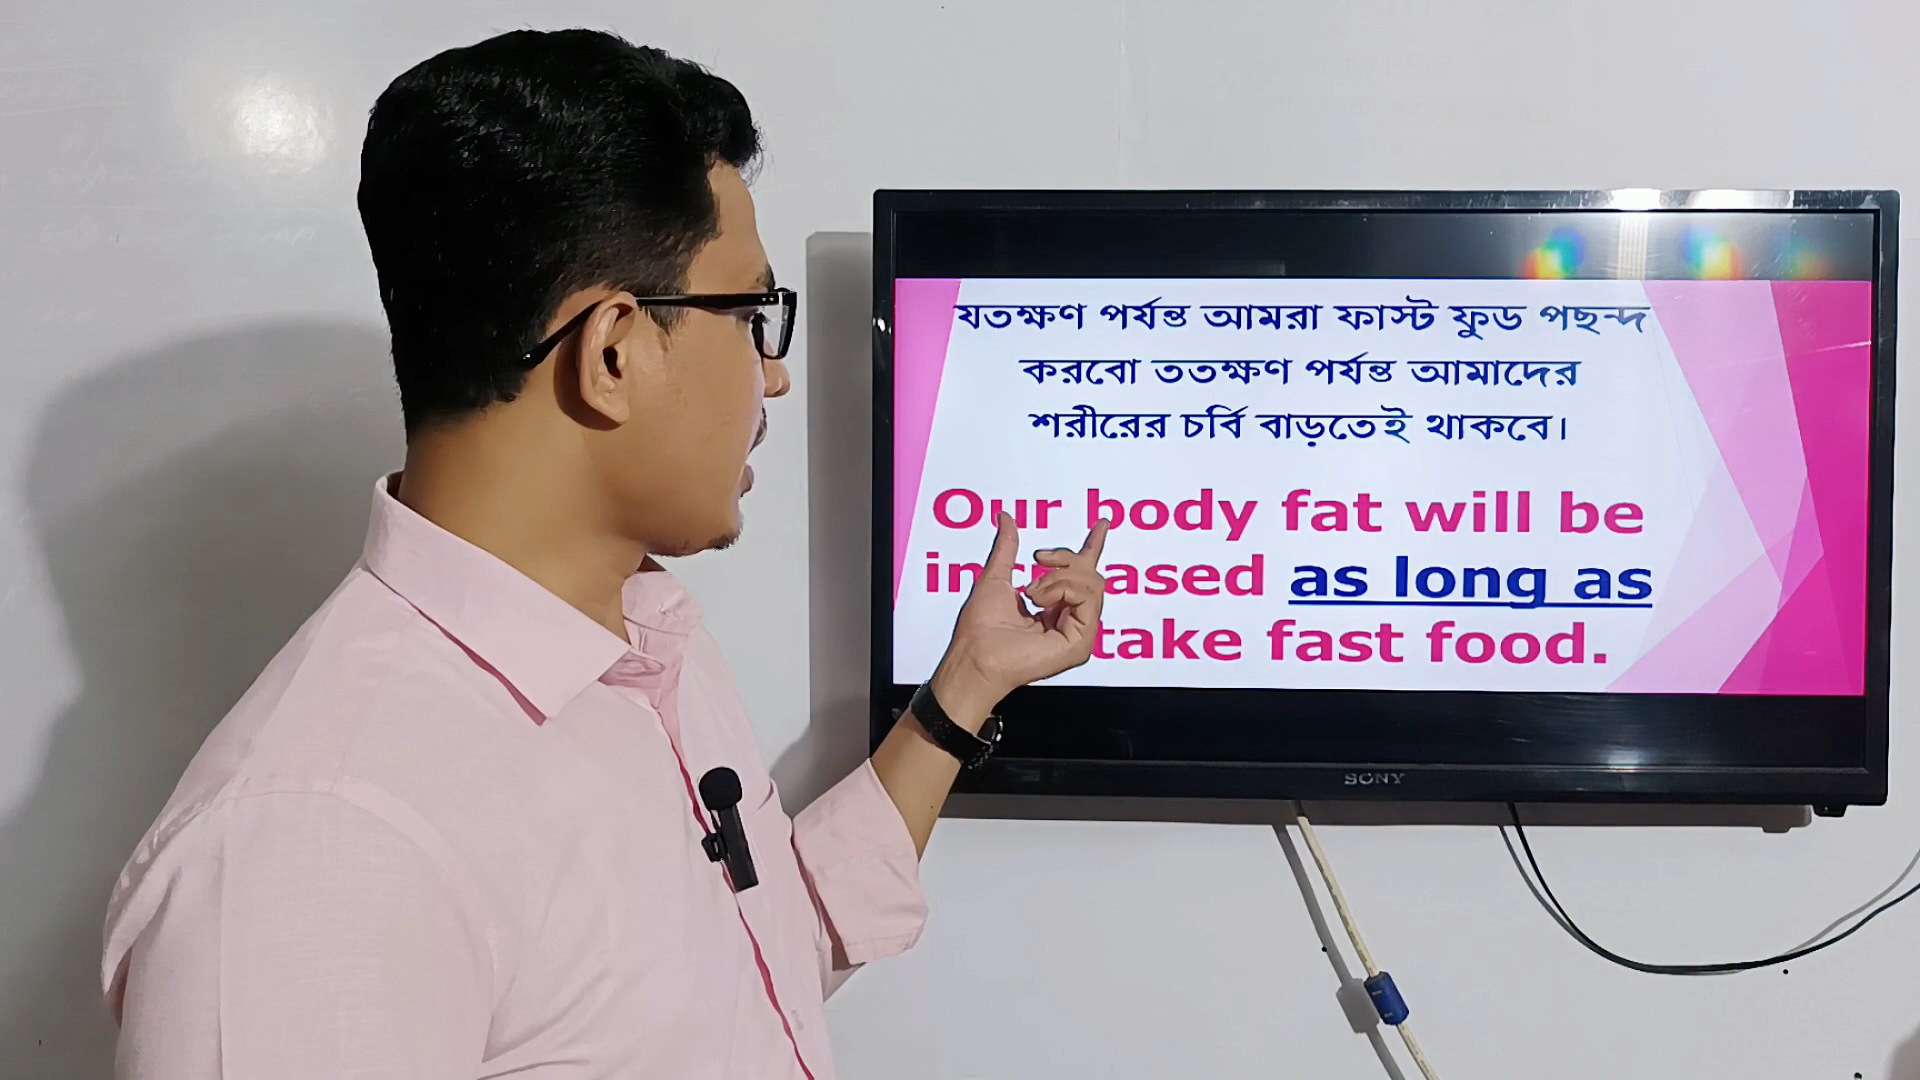 যতক্ষণ পর্যন্ত আমরা ফাস্ট ফুড পছন্দ
করবো ততক্ষণ পর্যন্ত আমাদের
শরীরের চর্বি বাড়তেই থাকবে।
Our body fat will be
increased as long as
take fast food.
SONY